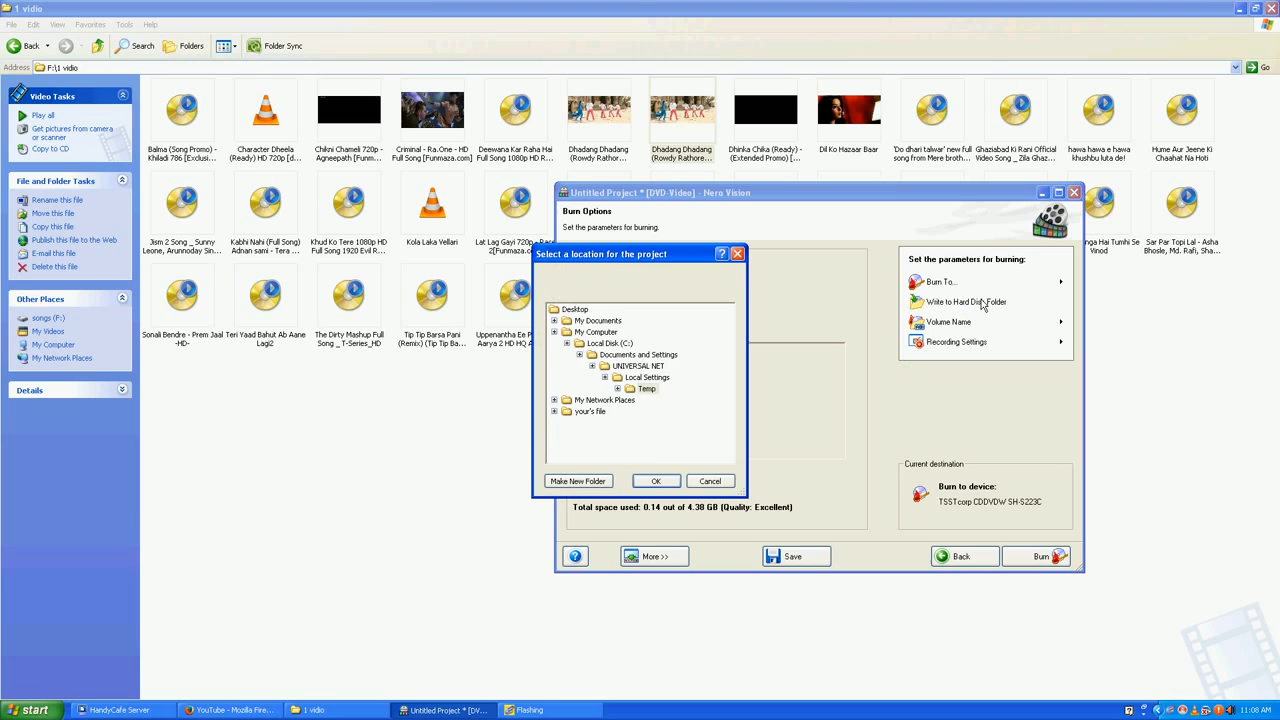 1 vidio
File Edit View Favorites Tools Help
Back Search Folders Folder Sync
Address F:\1 vidio Go
Video Tasks
Play all
Get pictures from camera
or scanner
Copy to CD
File and Folder Tasks
Rename this file
Move this file
Copy this file
Publish this file to the Web
E-mail this file
Delete this file
Other Places
songs (F:)
My Videos
My Computer
My Network Places
Details
Balma (Song Promo) -
Khiladi 786 [Exclusi...
Character Dheela
(Ready) HD 720p [d...
Chikni Chameli 720p -
Agneepath [Funmaz...
Criminal - Ra.One - HD
Full Song [Funmaza.com]
Deewana Kar Raha Hai
Full Song 1080p HD R...
Dhadang Dhadang
(Rowdy Rathor...
Dhadang Dhadang
(Rowdy Rathore...
Dhinka Chika (Ready) -
(Extended Chika) [...
Dil Ko Hazaar Baar
'Do dhari talwar' new full
song from Mere broth...
Ghaziabad Ki Rani Official
Video Song _ Zila Ghaz...
hawa e hawa
khushbu luta de!
Hume Aur Jeene Ki
Chaahat Na Hoti
Jism 2 Song _ Sunny
Leone, Arunnoday Sin...
Kabhi Nahi (Full Song)
Adnan Sami - Tera ...
Khud Ko Tere 1080p HD
Full Song 1920 Evil R...
Kola Laka Vellari
Lat Lag Gayi 720p - Race
2[Funmaza.com
nga Hai Tumhi Se
Vinod
Sar Par Topi Lal - Asha
Bhosle, Md. Rafi, Sha...
Sonali Bendre - Prem Jaal
-HD-
Teri Yaad Bahut Ab Aane
Lagi2
The Dirty Mashup Full
Song _ T-Series_HD
Tip Tip Barsa Pani
(Remix) (Tip Tip Ba...
Uppenantha Ee
Aarya 2 HD HQ A
Untitled Project * [DVD-Video] - Nero Vision
Burn Options
Set the parameters for burning.
Select a location for the project
Desktop
My Documents
My Computer
Local Disk (C:)
Documents and Settings
UNIVERSAL NET
Local Settings
Temp
My Network Places
your's file
Make New Folder OK Cancel
Set the parameters for burning:
Burn To...
Write to Hard Disk Folder
Volume Name
Recording Settings
Current destination
Burn to device:
TSSTcorp CDDVDW SH-S223C
Total space used: 0.14 out of 4.38 GB (Quality: Excellent)
More >> Save Back Burn
start HandyCafe Server YouTube - Mozilla Fire... 1 vidio Untitled Project * [DV... Flashing 11:08 AM